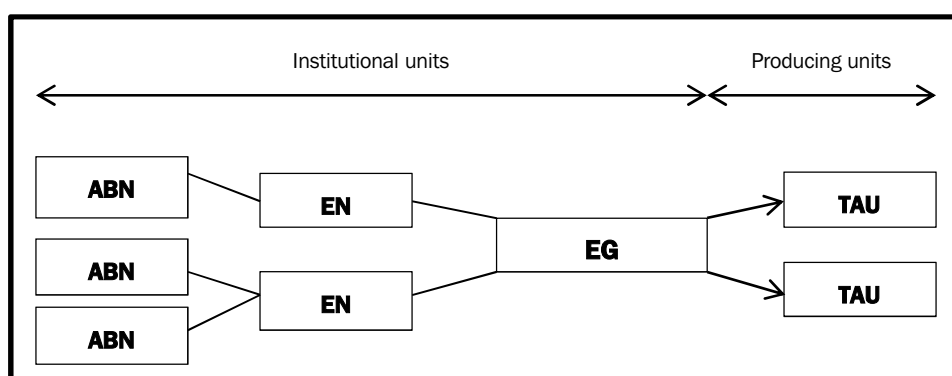 Institutional units
Producing units
ABN
EN
TAU
EG
ABN
EN
TAU
ABN